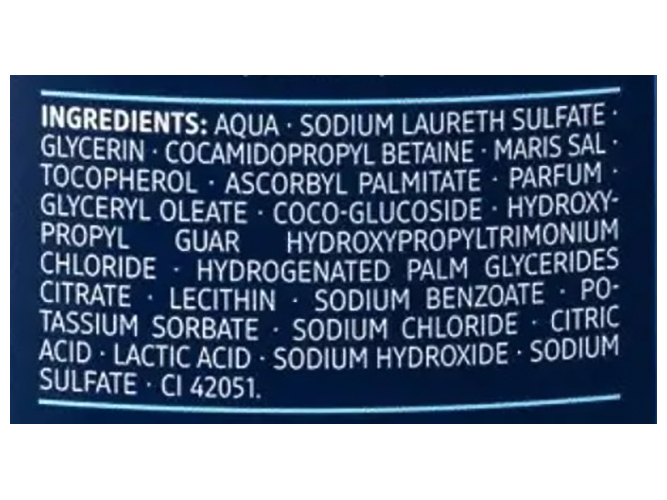 INGREDIENTS: AQUA · SODIUM LAURETH SULFATE ·
GLYCERIN · COCAMIDOPROPYL BETAINE · MARIS SAL ·
TOCOPHEROL · ASCORBYL PALMITATE · PARFUM ·
GLYCERYL OLEATE · COCO-GLUCOSIDE · HYDROXY-
PROPYL GUAR HYDROXYPROPYLTRIMONIUM
CHLORIDE · HYDROGENATED PALM GLYCERIDES
CITRATE · LECITHIN · SODIUM BENZOATE · PO-
TASSIUM SORBATE · SODIUM CHLORIDE · CITRIC
ACID · LACTIC ACID · SODIUM HYDROXIDE · SODIUM
SULFATE · CI 42051.